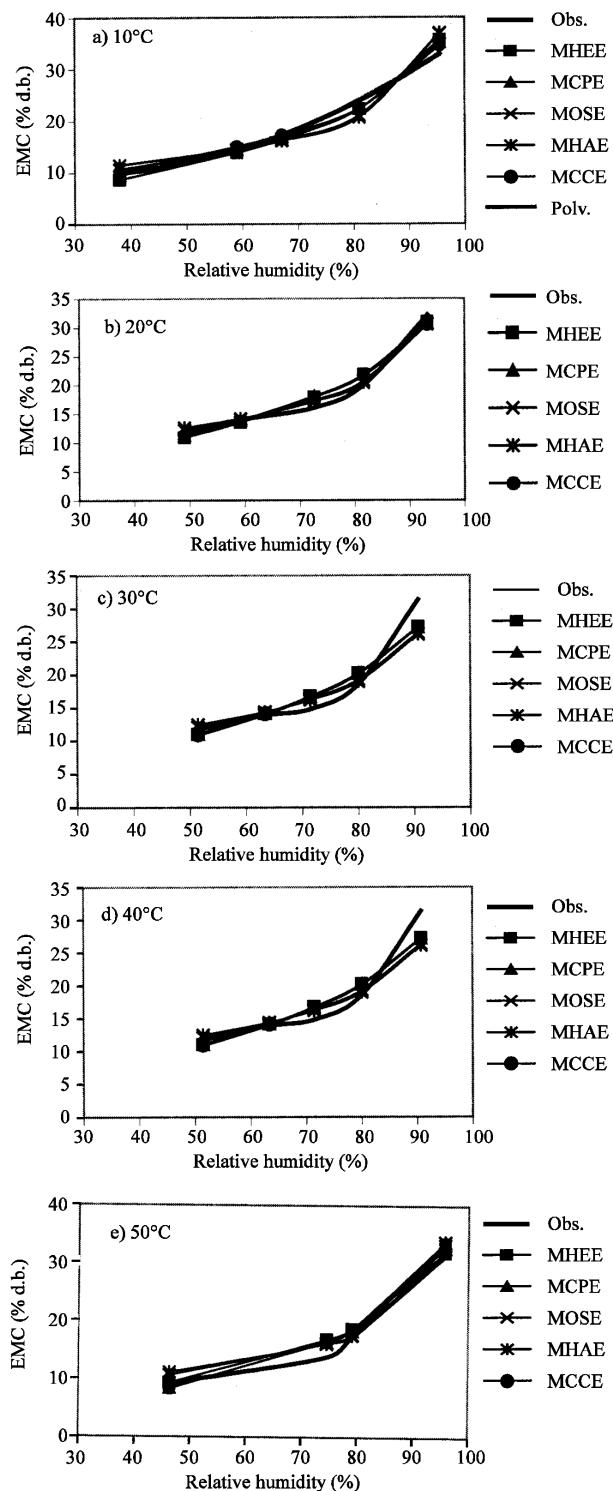 a) 10°C
EMC (% d.b.)
40
30
20
10
0
30 40 50 60 70 80 90 100
Relative humidity (%)
Obs.
MHEE
MCPE
MOSE
MHAE
MCCE
Polv.
b) 20°C
EMC (% d.b.)
35
30
25
20
15
10
5
0
30 40 50 60 70 80 90 100
Relative humidity (%)
Obs.
MHEE
MCPE
MOSE
MHAE
MCCE
c) 30°C
EMC (% d.b.)
35
30
25
20
15
10
5
0
30 40 50 60 70 80 90 100
Relative humidity (%)
Obs.
MHEE
MCPE
MOSE
MHAE
MCCE
d) 40°C
EMC (% d.b.)
35
30
25
20
15
10
5
0
30 40 50 60 70 80 90 100
Relative humidity (%)
Obs.
MHEE
MCPE
MOSE
MHAE
MCCE
e) 50°C
EMC (% d.b.)
40
30
20
10
0
30 40 50 60 70 80 90 100
Relative humidity (%)
Obs.
MHEE
MCPE
MOSE
MHAE
MCCE